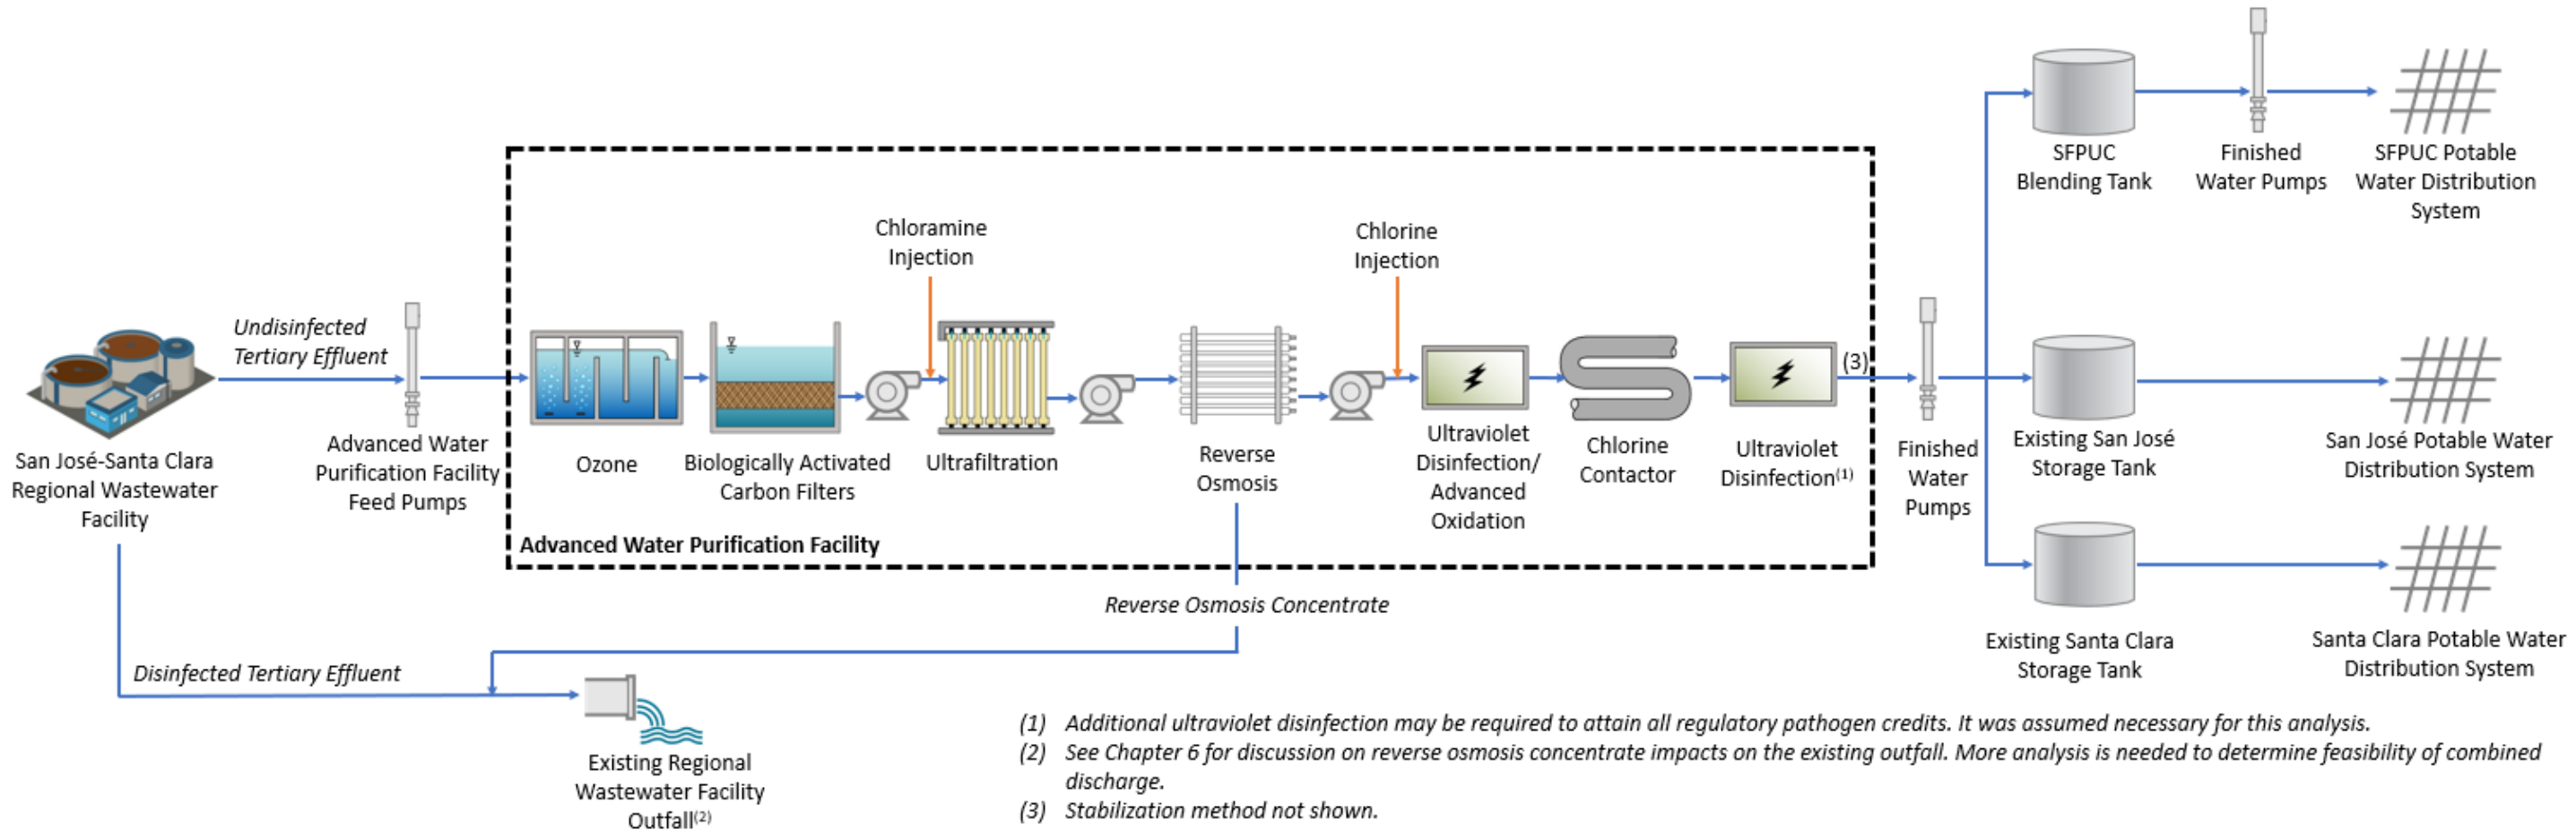 SFPUC
Blending Tank
Finished
Water Pumps
SFPUC Potable
Water Distribution
System
Chloramine
Injection
Chlorine
Injection
Undisinfected
Tertiary Effluent
(3)
San José-Santa Clara
Regional Wastewater
Facility
Advanced Water
Purification Facility
Feed Pumps
Ozone
Biologically Activated
Carbon Filters
Ultrafiltration
Reverse
Osmosis
Ultraviolet
Disinfection/
Advanced
Oxidation
Chlorine
Contactor
Ultraviolet
Disinfection(1)
Finished
Water
Pumps
Existing San José
Storage Tank
San José Potable Water
Distribution System
Advanced Water Purification Facility
Reverse Osmosis Concentrate
Existing Santa Clara
Storage Tank
Santa Clara Potable Water
Distribution System
Disinfected Tertiary Effluent
Existing Regional
Wastewater Facility
Outfall(2)
(1) Additional ultraviolet disinfection may be required to attain all regulatory pathogen credits. It was assumed necessary for this analysis.
(2) See Chapter 6 for discussion on reverse osmosis concentrate impacts on the existing outfall. More analysis is needed to determine feasibility of combined
discharge.
(3) Stabilization method not shown.